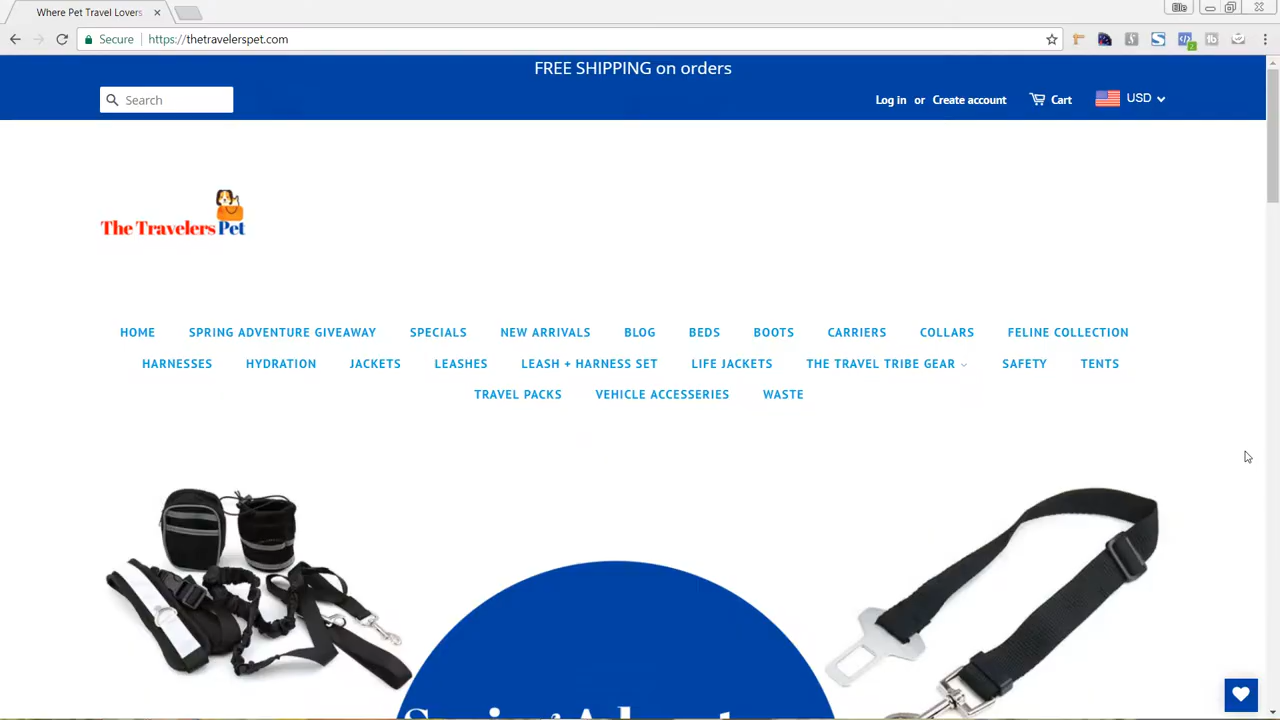 Where Pet Travel Lovers
Secure
https://thetravelerspet.com
FREE SHIPPING on orders
Search
Log in or Create account
Cart
USD
The Travelers Pet
HOME SPRING ADVENTURE GIVEAWAY SPECIALS NEW ARRIVALS BLOG BEDS BOOTS CARRIERS COLLARS FELINE COLLECTION
HARNESSES HYDRATION JACKETS LEASHES LEASH + HARNESS SET LIFE JACKETS THE TRAVEL TRIBE GEAR SAFETY TENTS
TRAVEL PACKS VEHICLE ACCESSERIES WASTE